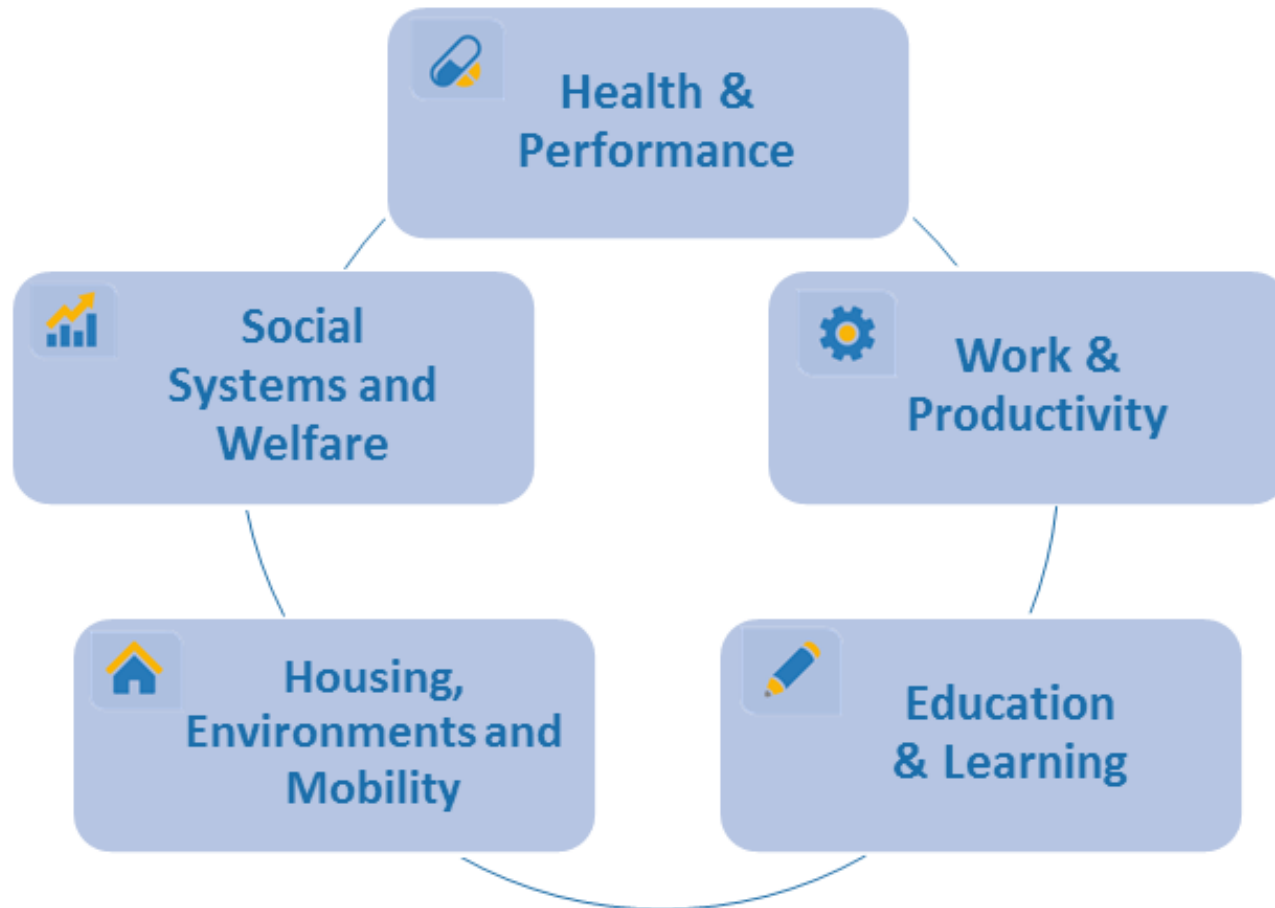 Health &
Performance
Social
Systems and
Welfare
Work &
Productivity
Housing,
Environments and
Mobility
Education
& Learning